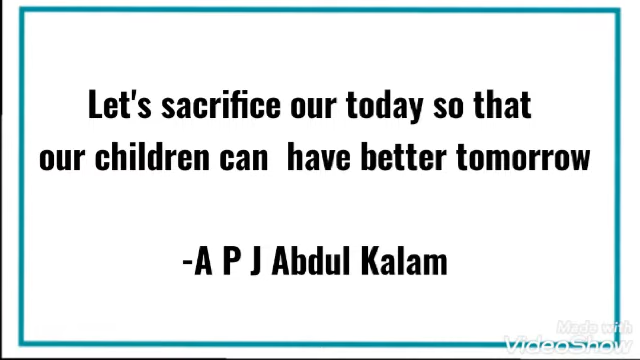 Let's sacrifice our today so that
our children can have better tomorrow
-A P J Abdul Kalam
Made with
VideoShow